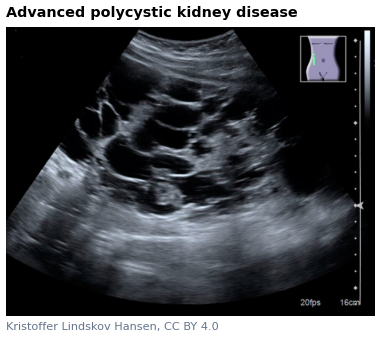 Advanced polycystic kidney disease
20fps 16cm
Kristoffer Lindskov Hansen, CC BY 4.0